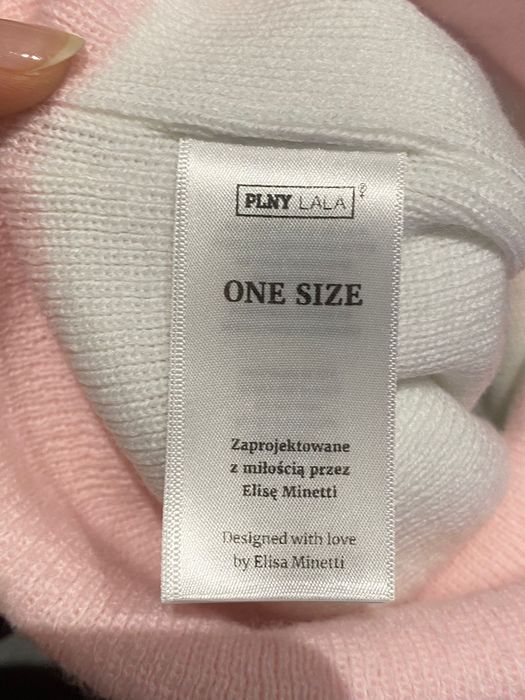 PLNY LALA
ONE SIZE
Zaprojektowane
z miłością przez
Elisę Minetti
Designed with love
by Elisa Minetti